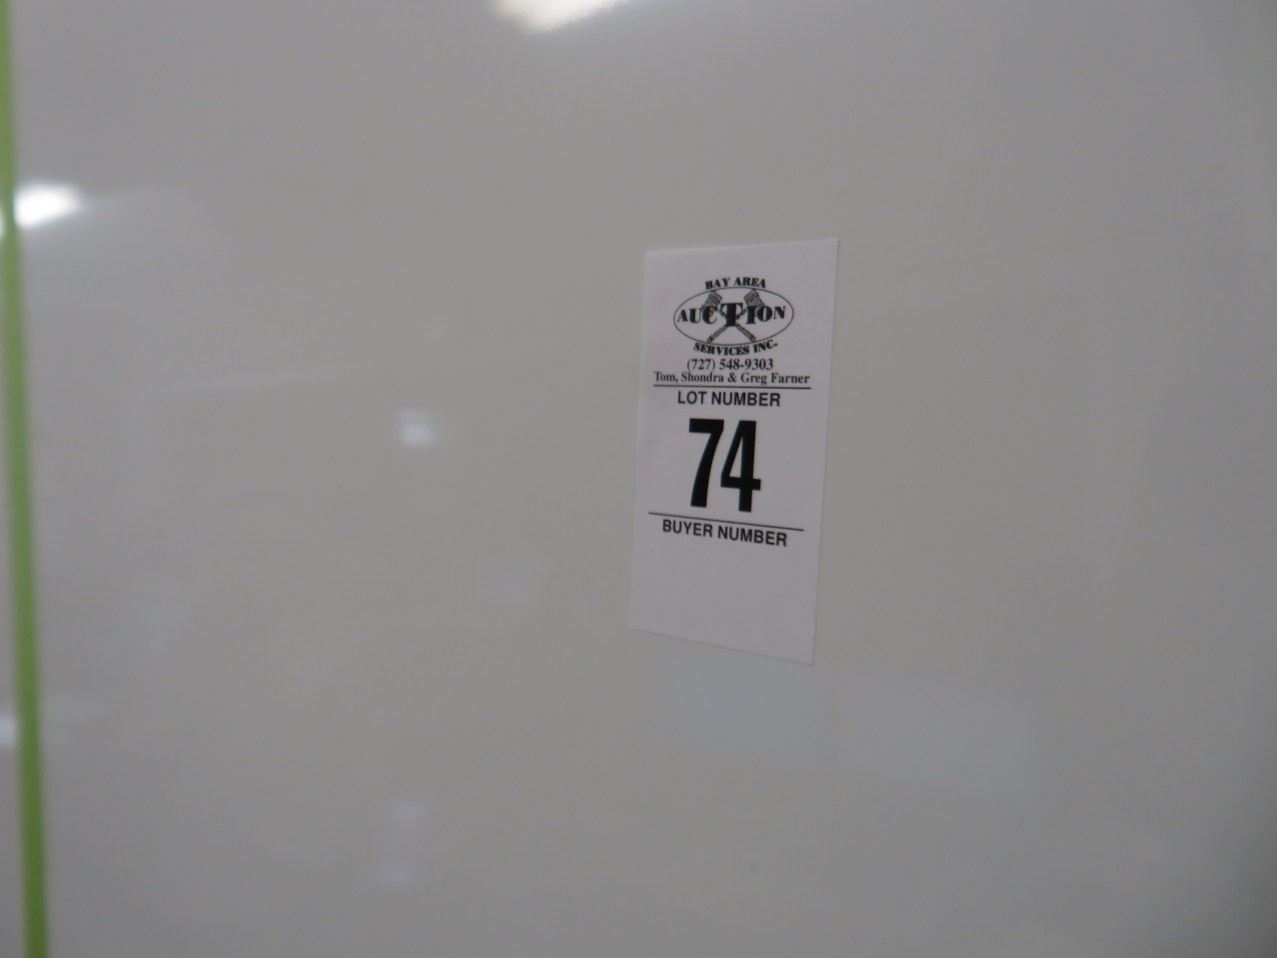 BAY AREA
AUCTION
SERVICES INC.
(727) 548-9303
Tom, Shondra & Greg Farner
LOT NUMBER
74
BUYER NUMBER